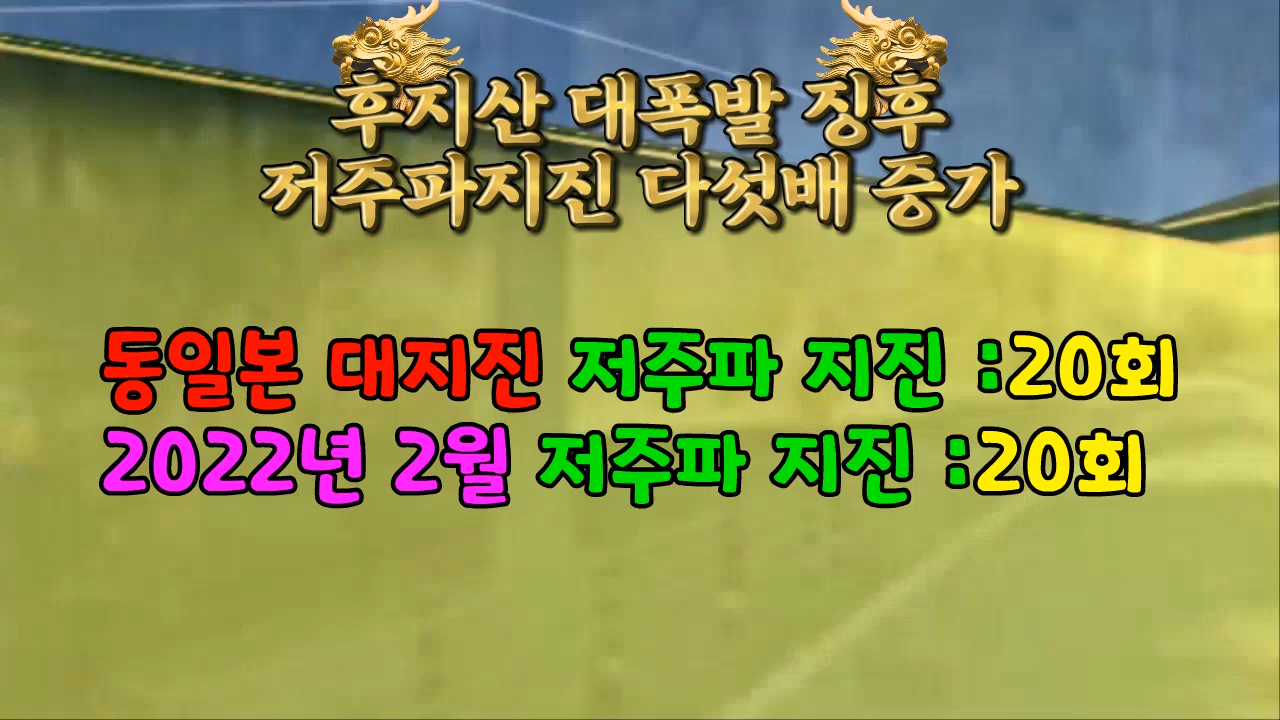 후지산 대폭발 징후
저주파지진 다섯배 증가
동일본 대지진 저주파 지진 :20회
2022년 2월 저주파 지진 :20회